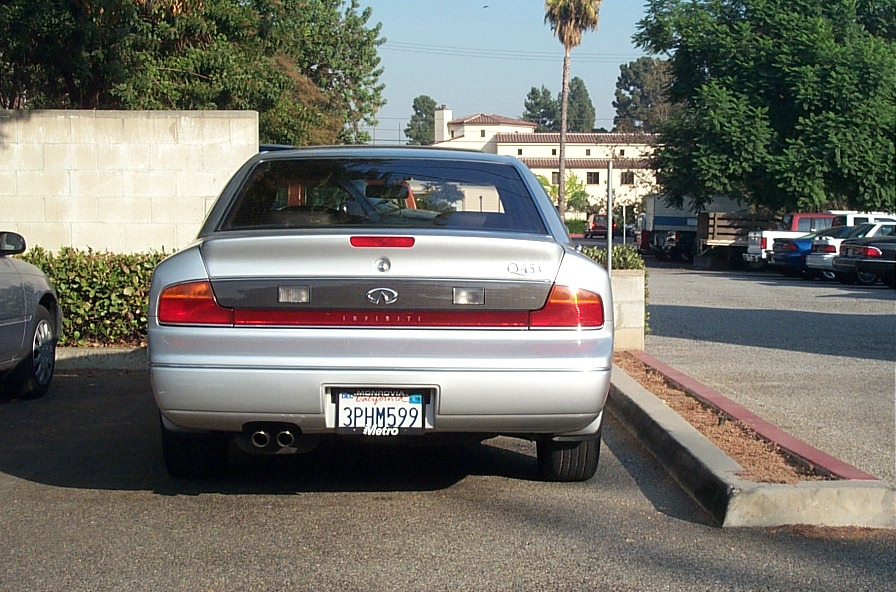 Q45t
INFINITI
MONROVIA
California
3PHM599
Metro